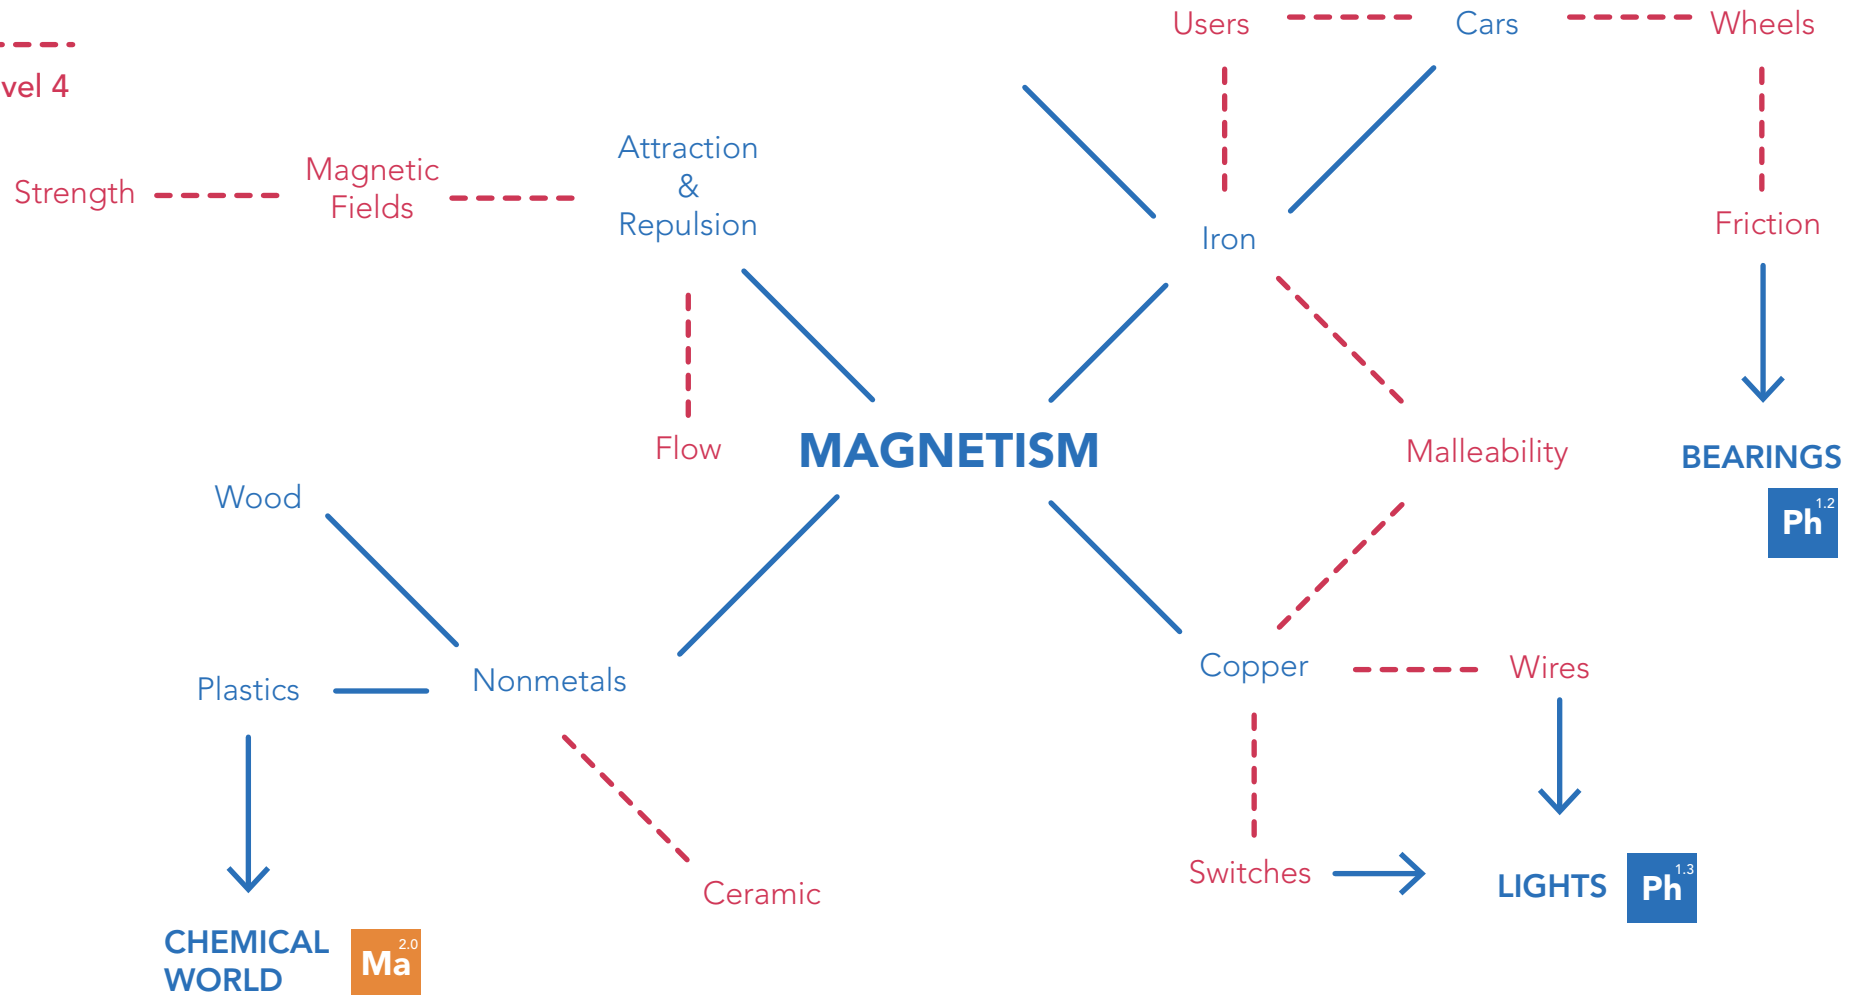 Users
Cars
Wheels
vel 4
Attraction
&
Repulsion
Magnetic
Fields
Strength
Iron
Friction
Flow
MAGNETISM
Malleability
BEARINGS
Ph 1.2
Wood
Plastics
Nonmetals
Copper
Wires
Switches
LIGHTS
Ph 1.3
Ceramic
CHEMICAL
WORLD
Ma 2.0